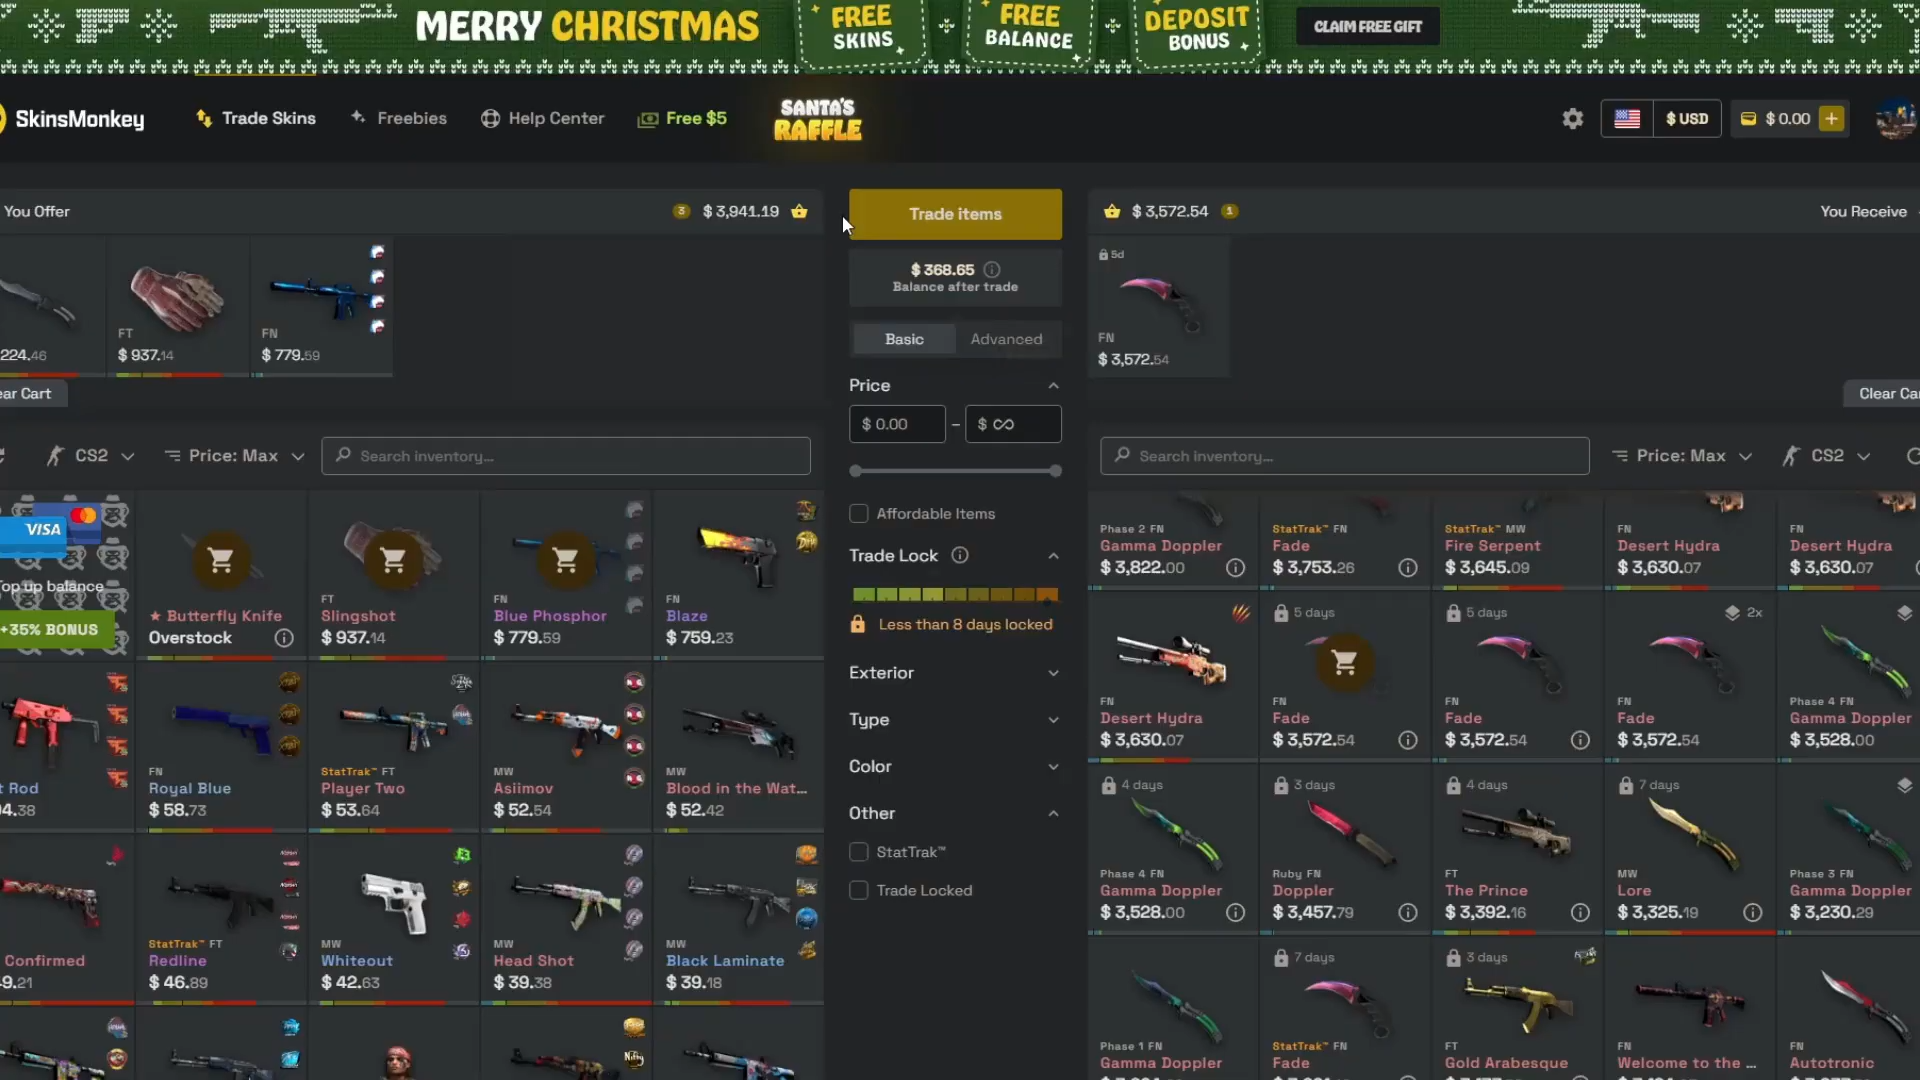 MERRY CHRISTMAS
FREE SKINS
FREE BALANCE
DEPOSIT BONUS
CLAIM FREE GIFT
SkinsMonkey
Trade Skins
Freebies
Help Center
Free $5
SANTA'S RAFFLE
$ USD
$ 0.00
You Offer
3
$ 3,941.19
FT
$ 937.14
FN
$ 779.59
224.46
ear Cart
Trade items
$ 368.65
Balance after trade
Basic
Advanced
Price
$ 0.00
–
$ ∞
Affordable Items
Trade Lock
Less than 8 days locked
Exterior
Type
Color
Other
StatTrak™
Trade Locked
$ 3,572.54
1
You Receive
5d
FN
$ 3,572.54
Clear Car
CS2
Price: Max
Search inventory...
VISA
Top up balance
+35% BONUS
★ Butterfly Knife
Overstock
FT
Slingshot
$ 937.14
FN
Blue Phosphor
$ 779.59
FN
Blaze
$ 759.23
t Rod
4.38
FN
Royal Blue
$ 58.73
StatTrak™ FT
Player Two
$ 53.64
MW
Asiimov
$ 52.54
MW
Blood in the Wat...
$ 52.42
Confirmed
9.21
StatTrak™ FT
Redline
$ 46.89
MW
Whiteout
$ 42.63
MW
Head Shot
$ 39.38
MW
Black Laminate
$ 39.18
Search inventory...
Price: Max
CS2
Phase 2 FN
Gamma Doppler
$ 3,822.00
StatTrak™ FN
Fade
$ 3,753.26
StatTrak™ MW
Fire Serpent
$ 3,645.09
FN
Desert Hydra
$ 3,630.07
FN
Desert Hydra
$ 3,630.07
FN
Desert Hydra
$ 3,630.07
5 days
FN
Fade
$ 3,572.54
5 days
FN
Fade
$ 3,572.54
2x
FN
Fade
$ 3,572.54
Phase 4 FN
Gamma Doppler
$ 3,528.00
4 days
Phase 4 FN
Gamma Doppler
$ 3,528.00
3 days
Ruby FN
Doppler
$ 3,457.79
4 days
FT
The Prince
$ 3,392.16
7 days
MW
Lore
$ 3,325.19
Phase 3 FN
Gamma Doppler
$ 3,230.29
Phase 1 FN
Gamma Doppler
7 days
StatTrak™ FN
Fade
3 days
FT
Gold Arabesque
FN
Welcome to the ...
FN
Autotronic